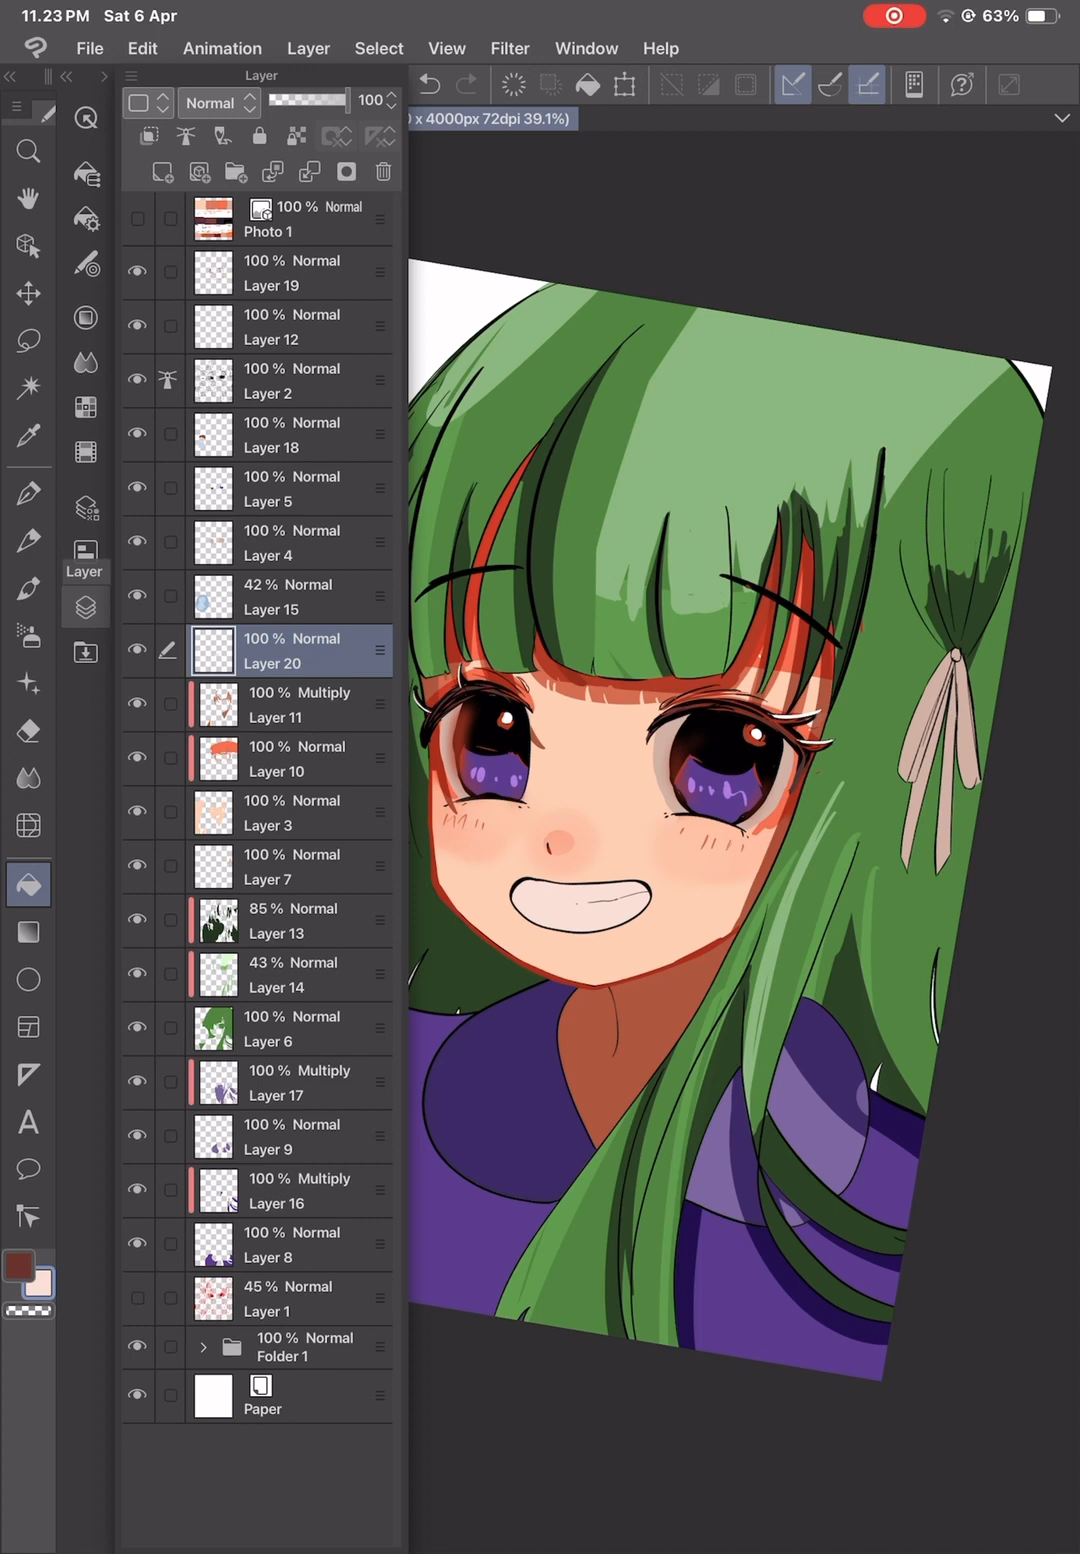 11.23 PM Sat 6 Apr
63%
File Edit Animation Layer Select View Filter Window Help
Layer
Normal 100
0 x 4000px 72dpi 39.1%)
100 % Normal
Photo 1
100 % Normal
Layer 19
100 % Normal
Layer 12
100 % Normal
Layer 2
100 % Normal
Layer 18
100 % Normal
Layer 5
100 % Normal
Layer 4
Layer
42 % Normal
Layer 15
100 % Normal
Layer 20
100 % Multiply
Layer 11
100 % Normal
Layer 10
100 % Normal
Layer 3
100 % Normal
Layer 7
85 % Normal
Layer 13
43 % Normal
Layer 14
100 % Normal
Layer 6
100 % Multiply
Layer 17
100 % Normal
Layer 9
100 % Multiply
Layer 16
100 % Normal
Layer 8
45 % Normal
Layer 1
100 % Normal
Folder 1
Paper